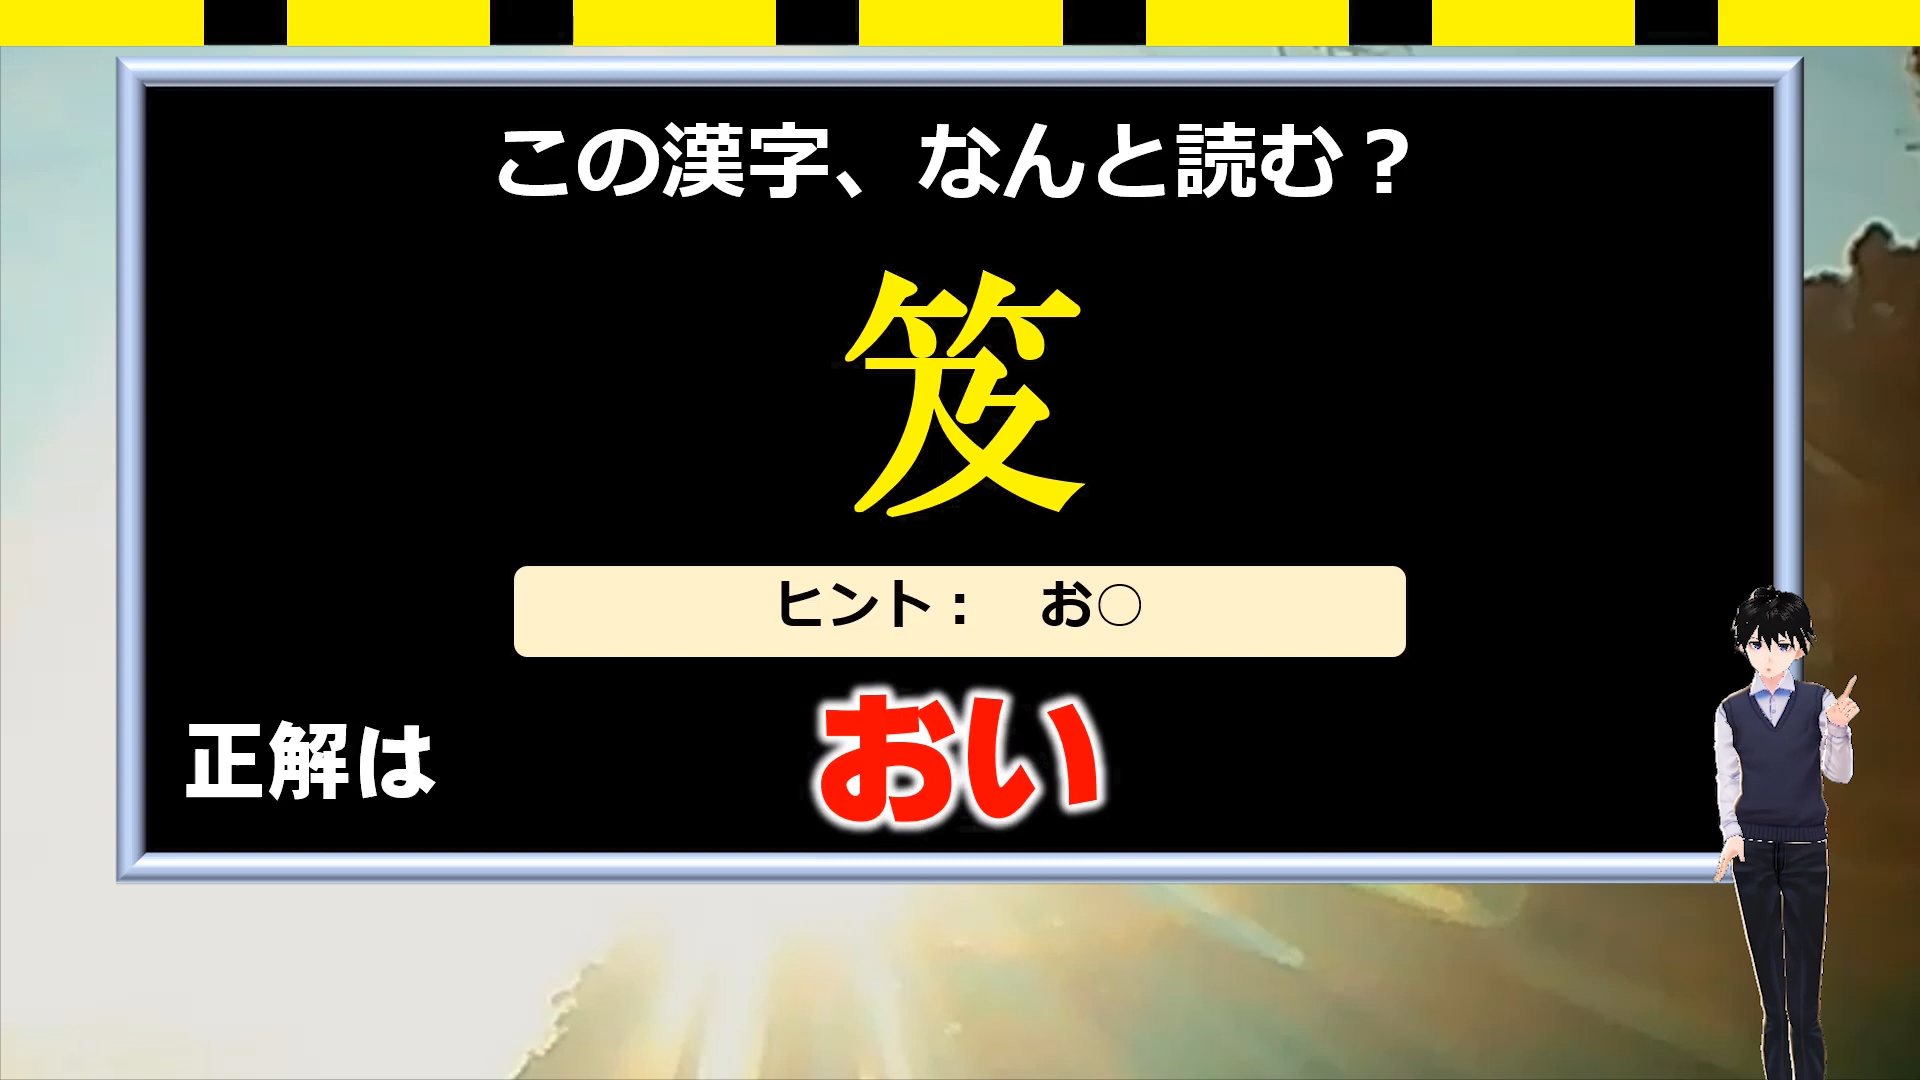 この漢字、なんと読む？
笈
ヒント：　お○
正解は　おい